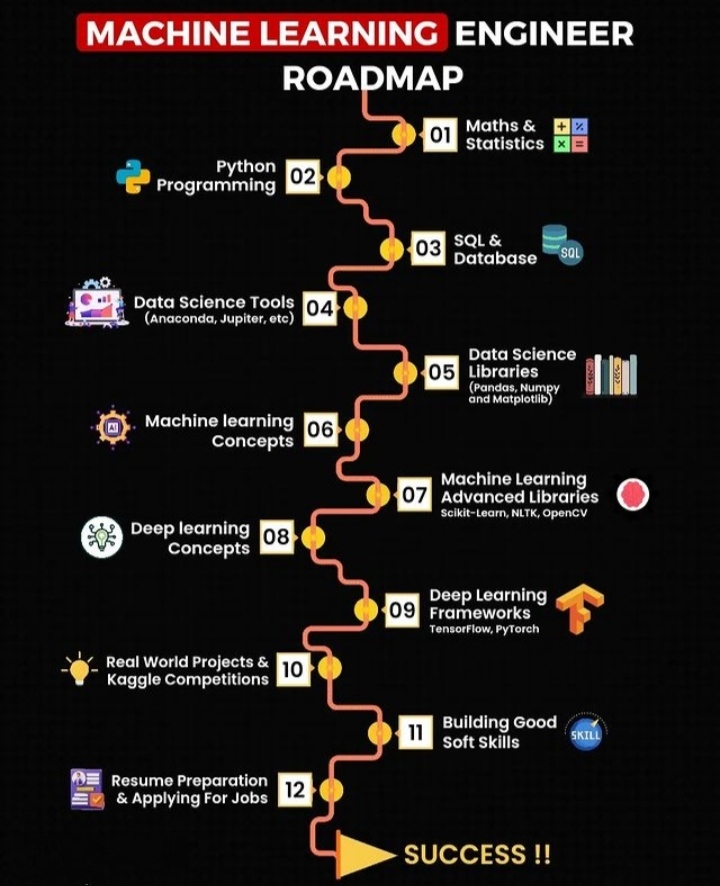 MACHINE LEARNING ENGINEER
ROADMAP
01 Maths &
Statistics
Python
Programming 02
03 SQL &
Database
SQL
Data Science Tools
(Anaconda, Jupiter, etc) 04
05 Data Science
Libraries
(Pandas, Numpy
and Matplotlib)
AI
Machine learning
Concepts 06
07 Machine Learning
Advanced Libraries
Scikit-Learn, NLTK, OpenCV
Deep learning
Concepts 08
09 Deep Learning
Frameworks
TensorFlow, PyTorch
Real World Projects &
Kaggle Competitions 10
11 Building Good
Soft Skills
SKILL
Resume Preparation
& Applying For Jobs 12
SUCCESS !!